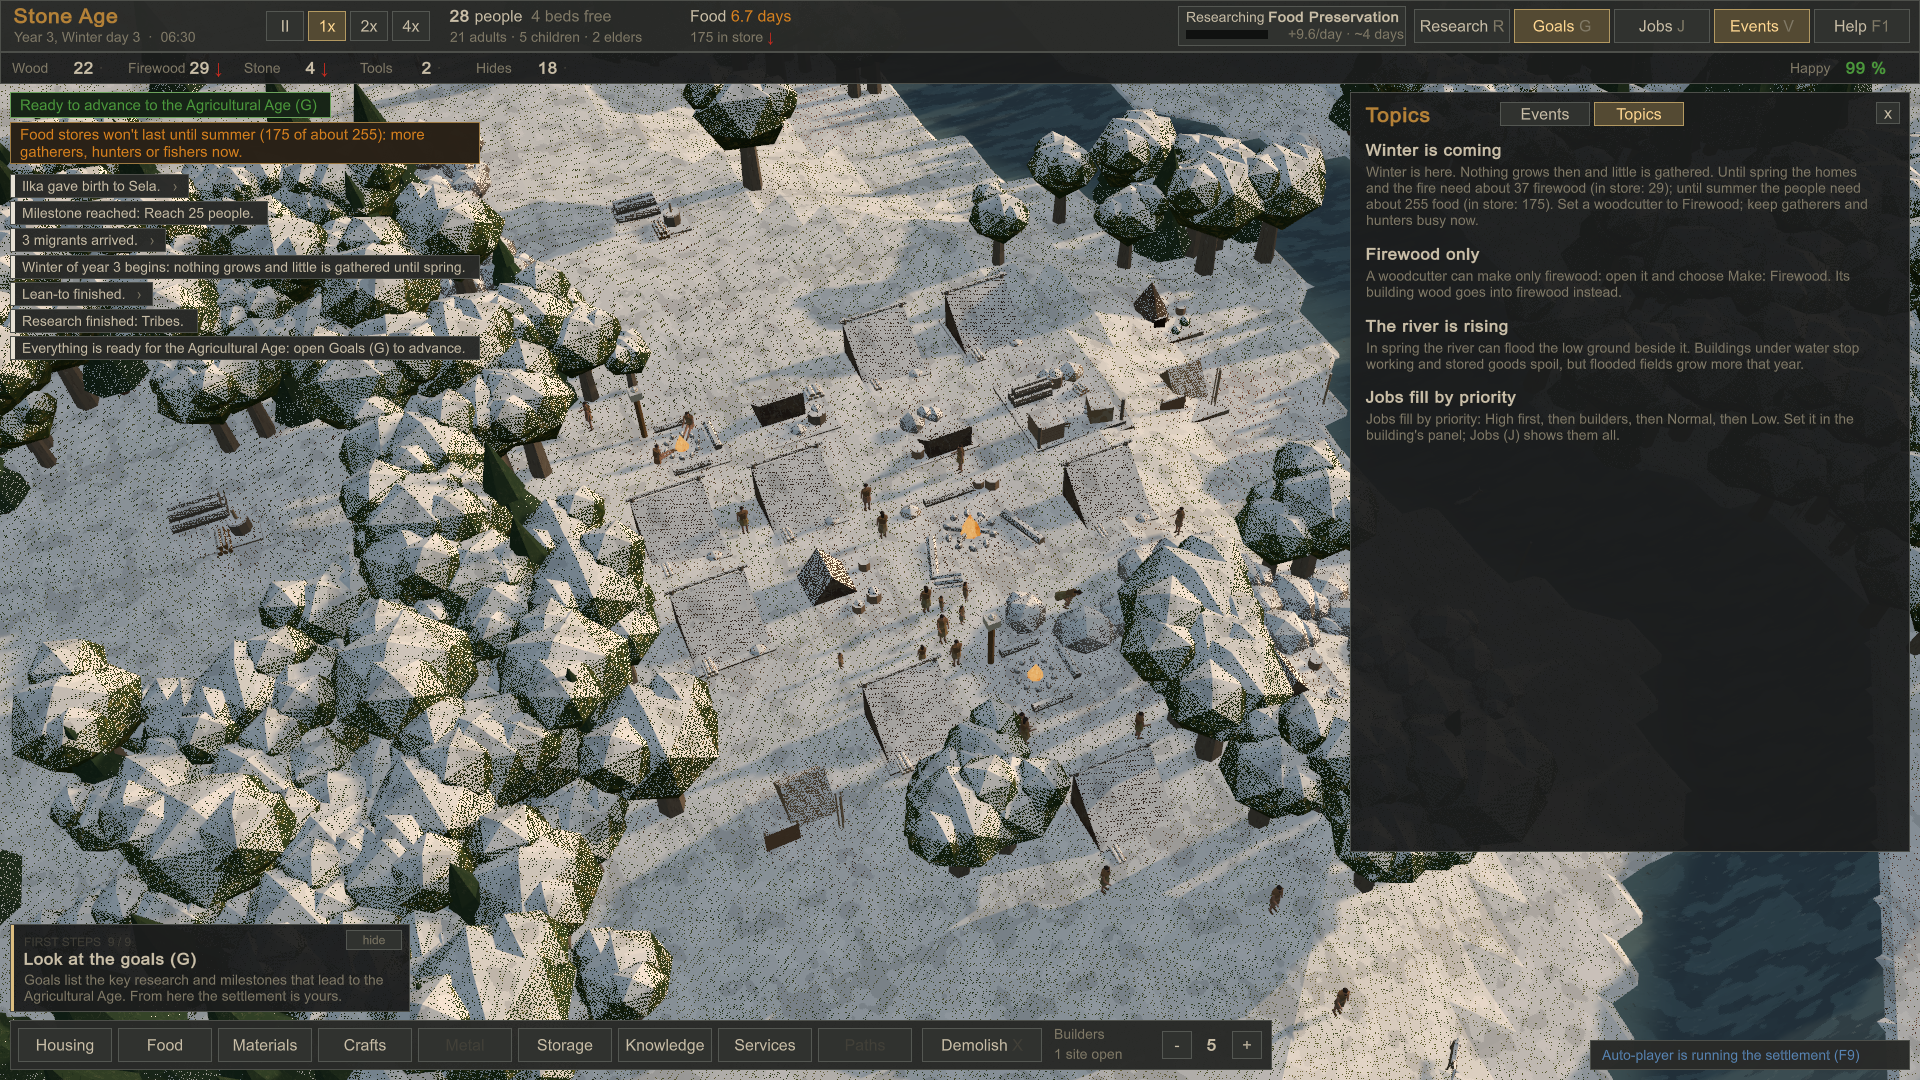 Stone Age
Year 3, Winter day 3 · 06:30
II 1x 2x 4x
28 people 4 beds free
21 adults · 5 children · 2 elders
Food 6.7 days
175 in store ↓
Researching Food Preservation
+9.6/day · ~4 days
Research R
Goals G
Jobs J
Events V
Help F1
Wood 22
Firewood 29 ↓
Stone 4 ↓
Tools 2
Hides 18
Happy 99 %
Ready to advance to the Agricultural Age (G)
Food stores won't last until summer (175 of about 255): more
gatherers, hunters or fishers now.
Ilka gave birth to Sela. ›
Milestone reached: Reach 25 people.
3 migrants arrived. ›
Winter of year 3 begins: nothing grows and little is gathered until spring.
Lean-to finished. ›
Research finished: Tribes.
Everything is ready for the Agricultural Age: open Goals (G) to advance.
Topics
Events
Topics
x
Winter is coming
Winter is here. Nothing grows then and little is gathered. Until spring the homes
and the fire need about 37 firewood (in store: 29); until summer the people need
about 255 food (in store: 175). Set a woodcutter to Firewood; keep gatherers and
hunters busy now.
Firewood only
A woodcutter can make only firewood: open it and choose Make: Firewood. Its
building wood goes into firewood instead.
The river is rising
In spring the river can flood the low ground beside it. Buildings under water stop
working and stored goods spoil, but flooded fields grow more that year.
Jobs fill by priority
Jobs fill by priority: High first, then builders, then Normal, then Low. Set it in the
building's panel; Jobs (J) shows them all.
FIRST STEPS 9 / 9
hide
Look at the goals (G)
Goals list the key research and milestones that lead to the
Agricultural Age. From here the settlement is yours.
Housing
Food
Materials
Crafts
Metal
Storage
Knowledge
Services
Paths
Demolish X
Builders
1 site open
- 5 +
Auto-player is running the settlement (F9)